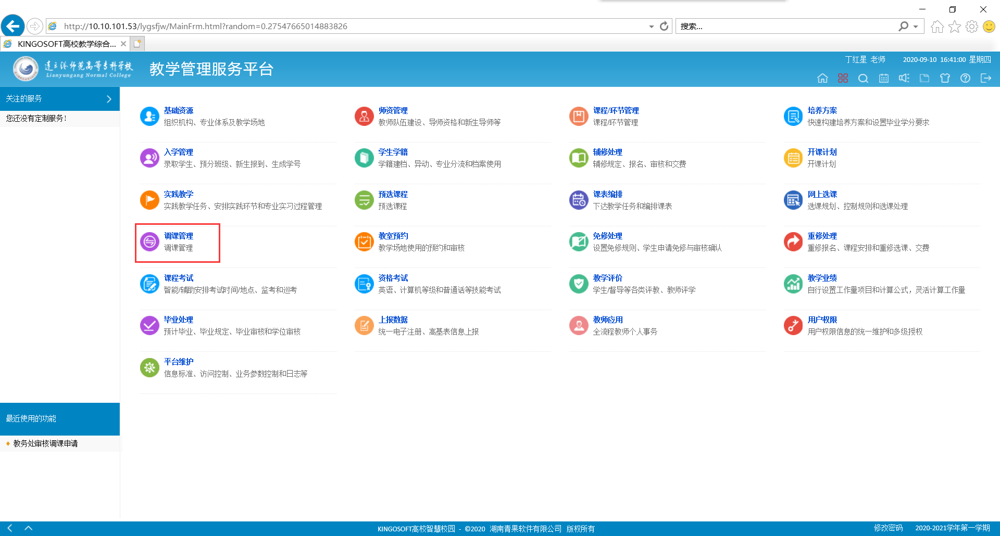 http://10.10.101.53/lygsfjw/MainFrm.html?random=0.27547665014883826
搜索...
KINGOSOFT高校教学综合...
连云港师范高等专科学校
Lianyungang Normal College
教学管理服务平台
丁红星 老师 2020-09-10 16:41:00 星期四
关注的服务
您还没有定制服务!
基础资源
组织机构、专业体系及教学场地
师资管理
教师队伍建设、导师资格和新生导师等
课程/环节管理
课程/环节管理
培养方案
快速构建培养方案和设置毕业学分要求
入学管理
录取学生、预分班级、新生报到、生成学号
学生学籍
学籍建档、异动、专业分流和档案使用
辅修处理
辅修规定、报名、审核和交费
开课计划
开课计划
实践教学
实践教学任务、安排实践环节和专业实习过程管理
预选课程
预选课程
课表编排
下达教学任务和编排课表
网上选课
选课规划、控制规则和选课处理
调课管理
调课管理
教室预约
教学场地使用的预约和审核
免修处理
设置免修规则、学生申请免修与审核确认
重修处理
重修报名、课程安排和重修选课、交费
课程考试
智能/辅助安排考试时间/地点、监考和巡考
资格考试
英语、计算机等级和普通话等技能考试
教学评价
学生/督导等各类评教、教师评学
教学业绩
自行设置工作量项目和计算公式，灵活计算工作量
毕业处理
预计毕业、毕业规定、毕业审核和学位审核
上报数据
统一电子注册、高基表信息上报
教师应用
全流程教师个人事务
用户权限
用户权限信息的统一维护和多级授权
平台维护
信息标准、访问控制、业务参数控制和日志等
最近使用的功能
教务处审核调课申请
KINGOSOFT高校智慧校园 - ©2020 湖南青果软件有限公司 版权所有
修改密码 2020-2021学年第一学期